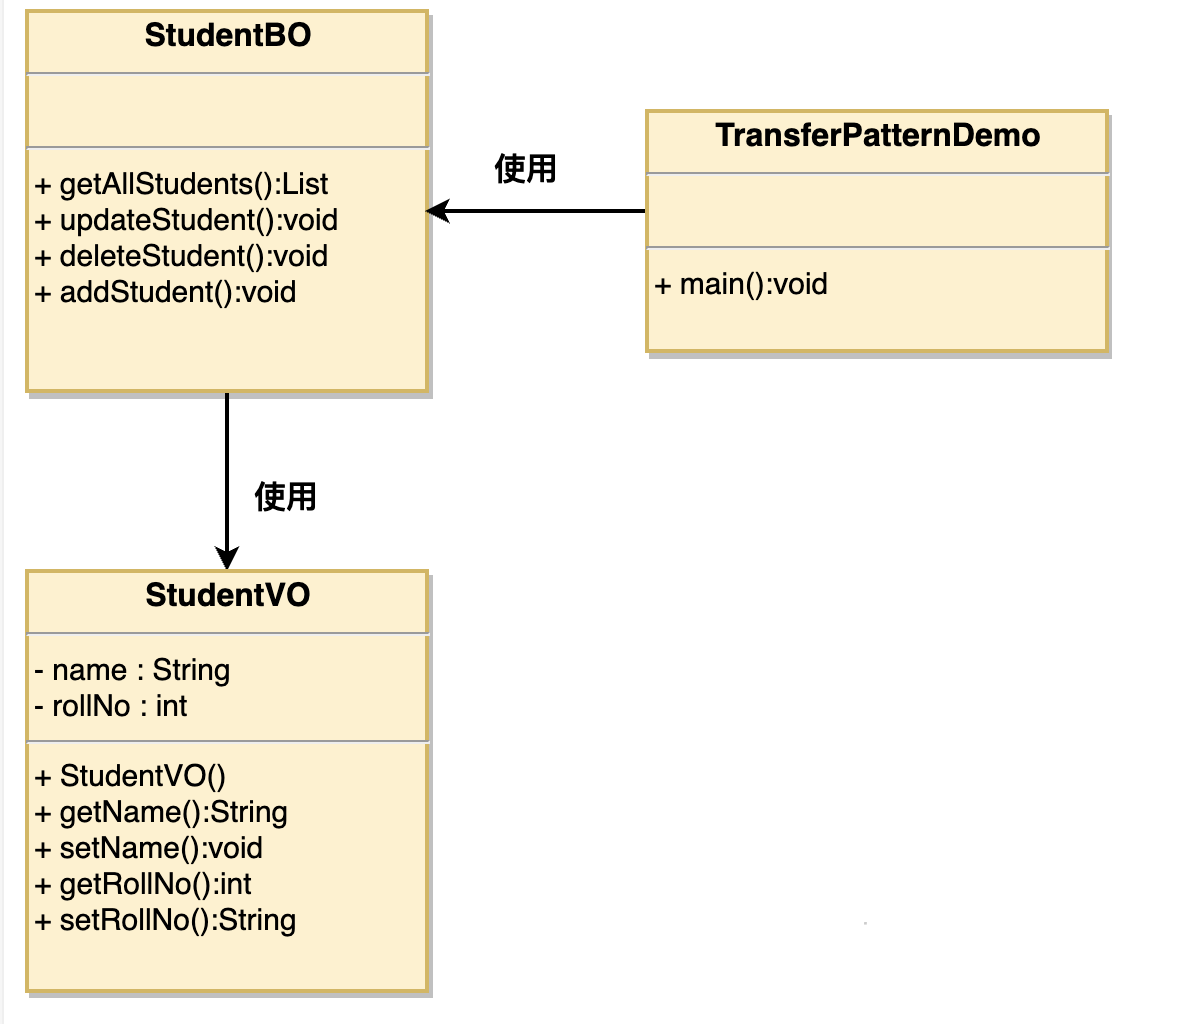 StudentBO
+ getAllStudents():List
+ updateStudent():void
+ deleteStudent():void
+ addStudent():void
使用
TransferPatternDemo
+ main():void
使用
StudentVO
- name : String
- rollNo : int
+ StudentVO()
+ getName():String
+ setName():void
+ getRollNo():int
+ setRollNo():String